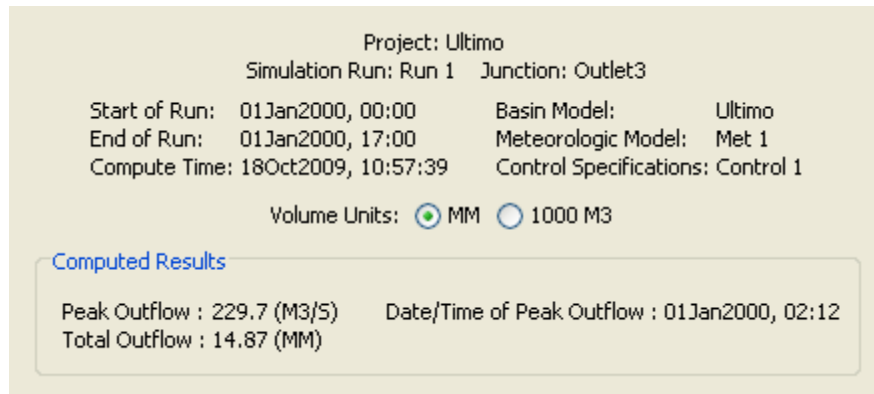 Project: Ultimo
Simulation Run: Run 1 Junction: Outlet3
Start of Run: 01Jan2000, 00:00 Basin Model: Ultimo
End of Run: 01Jan2000, 17:00 Meteorologic Model: Met 1
Compute Time: 18Oct2009, 10:57:39 Control Specifications: Control 1
Volume Units: MM 1000 M3
Computed Results
Peak Outflow : 229.7 (M3/S) Date/Time of Peak Outflow : 01Jan2000, 02:12
Total Outflow : 14.87 (MM)